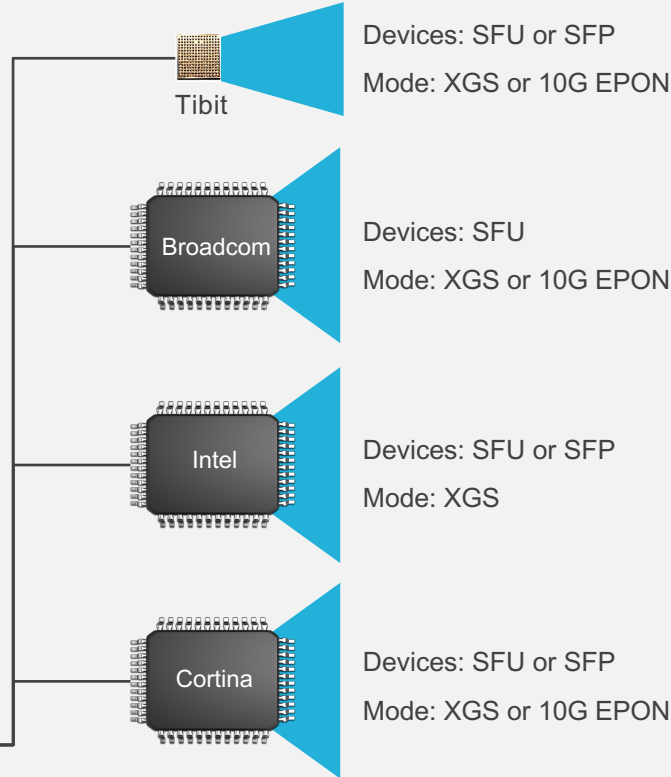 Devices: SFU or SFP
Mode: XGS or 10G EPON
Tibit
Broadcom
Devices: SFU
Mode: XGS or 10G EPON
Intel
Devices: SFU or SFP
Mode: XGS
Cortina
Devices: SFU or SFP
Mode: XGS or 10G EPON